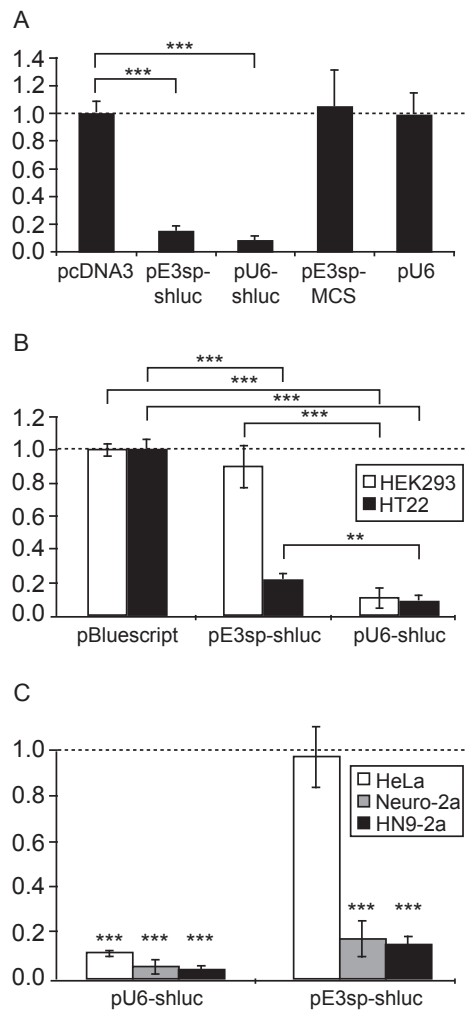 A
***
***
1.4
1.2
1.0
0.8
0.6
0.4
0.2
0.0
pcDNA3 pE3sp-shluc pU6-shluc pE3sp-MCS pU6
B
***
***
***
***
1.2
1.0
0.8
0.6
0.4
0.2
0.0
HEK293
HT22
**
pBluescript pE3sp-shluc pU6-shluc
C
1.0
0.8
0.6
0.4
0.2
0.0
HeLa
Neuro-2a
HN9-2a
*** *** *** *** ***
pU6-shluc pE3sp-shluc